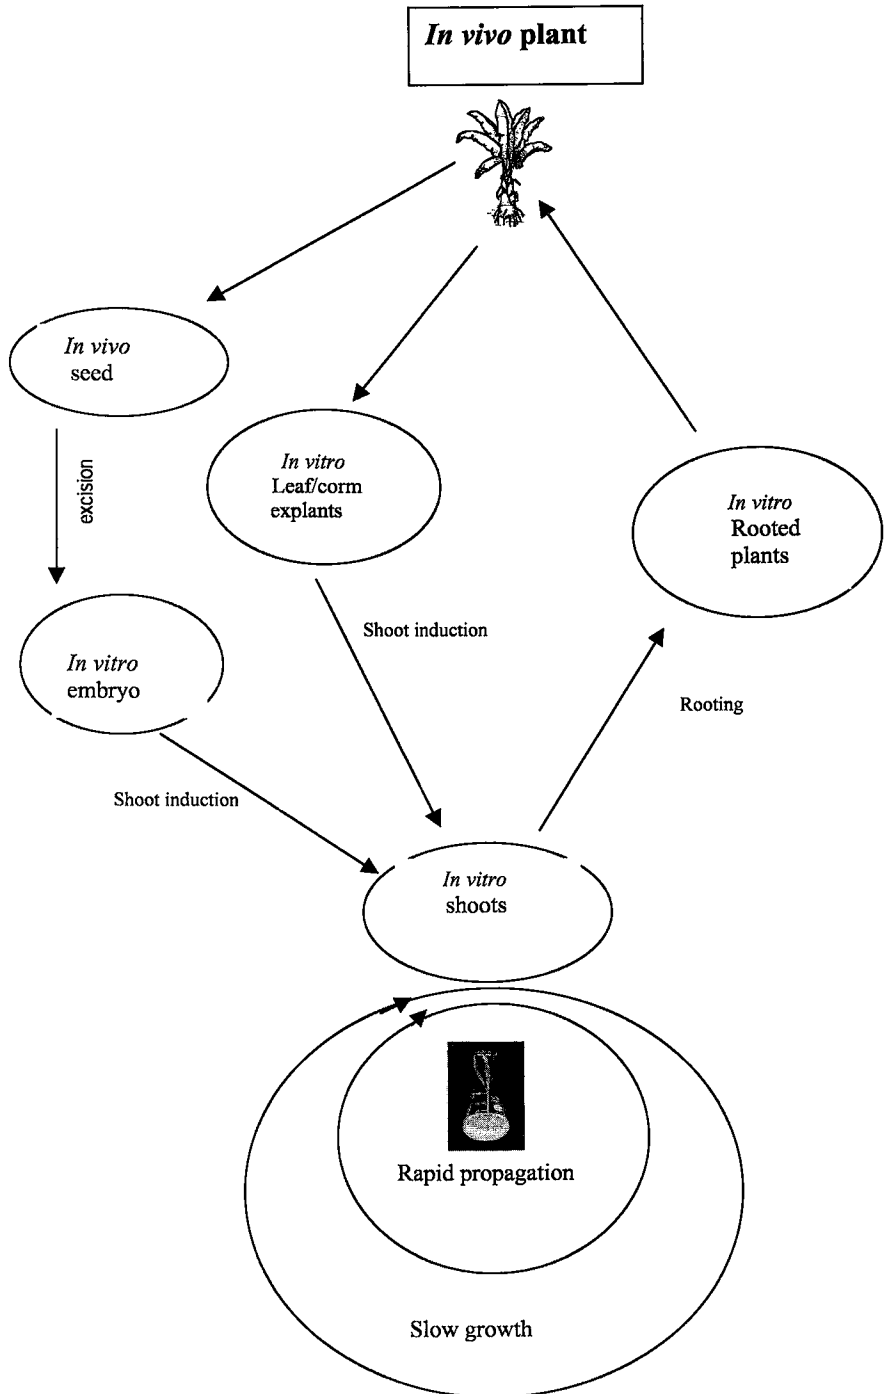 In vivo plant
In vivo
seed
excision
In vitro
Leaf/corm
explants
In vitro
Rooted
plants
In vitro
embryo
Shoot induction
Rooting
Shoot induction
In vitro
shoots
Rapid propagation
Slow growth